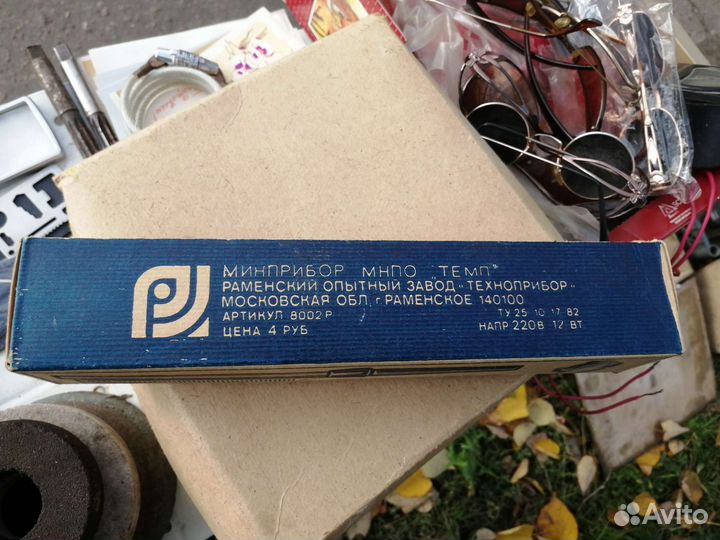 МИНПРИБОР МНПО "ТЕМП"
РАМЕНСКИЙ ОПЫТНЫЙ ЗАВОД "ТЕХНОПРИБОР"
МОСКОВСКАЯ ОБЛ, г. РАМЕНСКОЕ 140100
АРТИКУЛ 8002 Р ТУ 25. 10. 17-82
ЦЕНА 4 РУБ НАПР 220 В 12 ВТ
Avito